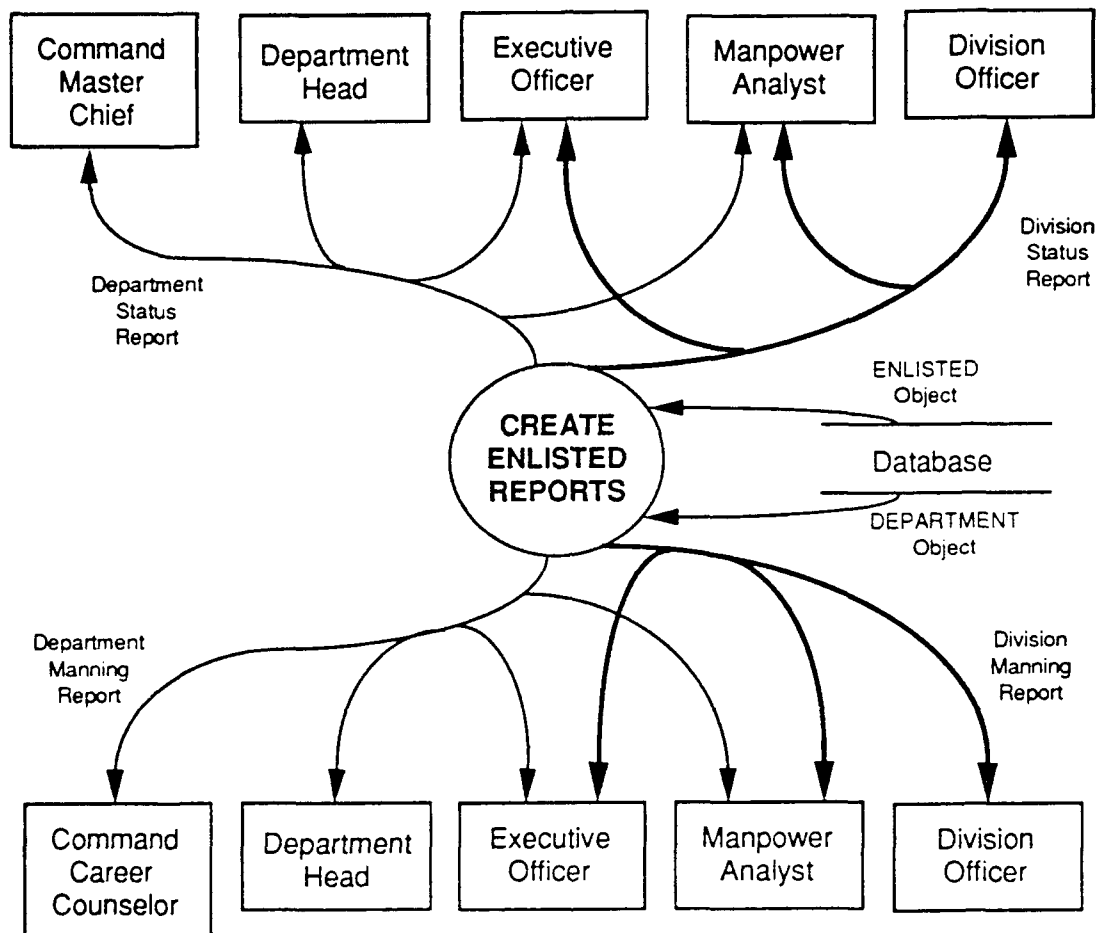 Command
Master
Chief
Department
Head
Executive
Officer
Manpower
Analyst
Division
Officer
Department
Status
Report
Division
Status
Report
CREATE
ENLISTED
REPORTS
ENLISTED
Object
Database
DEPARTMENT
Object
Department
Manning
Report
Division
Manning
Report
Command
Career
Counselor
Department
Head
Executive
Officer
Manpower
Analyst
Division
Officer